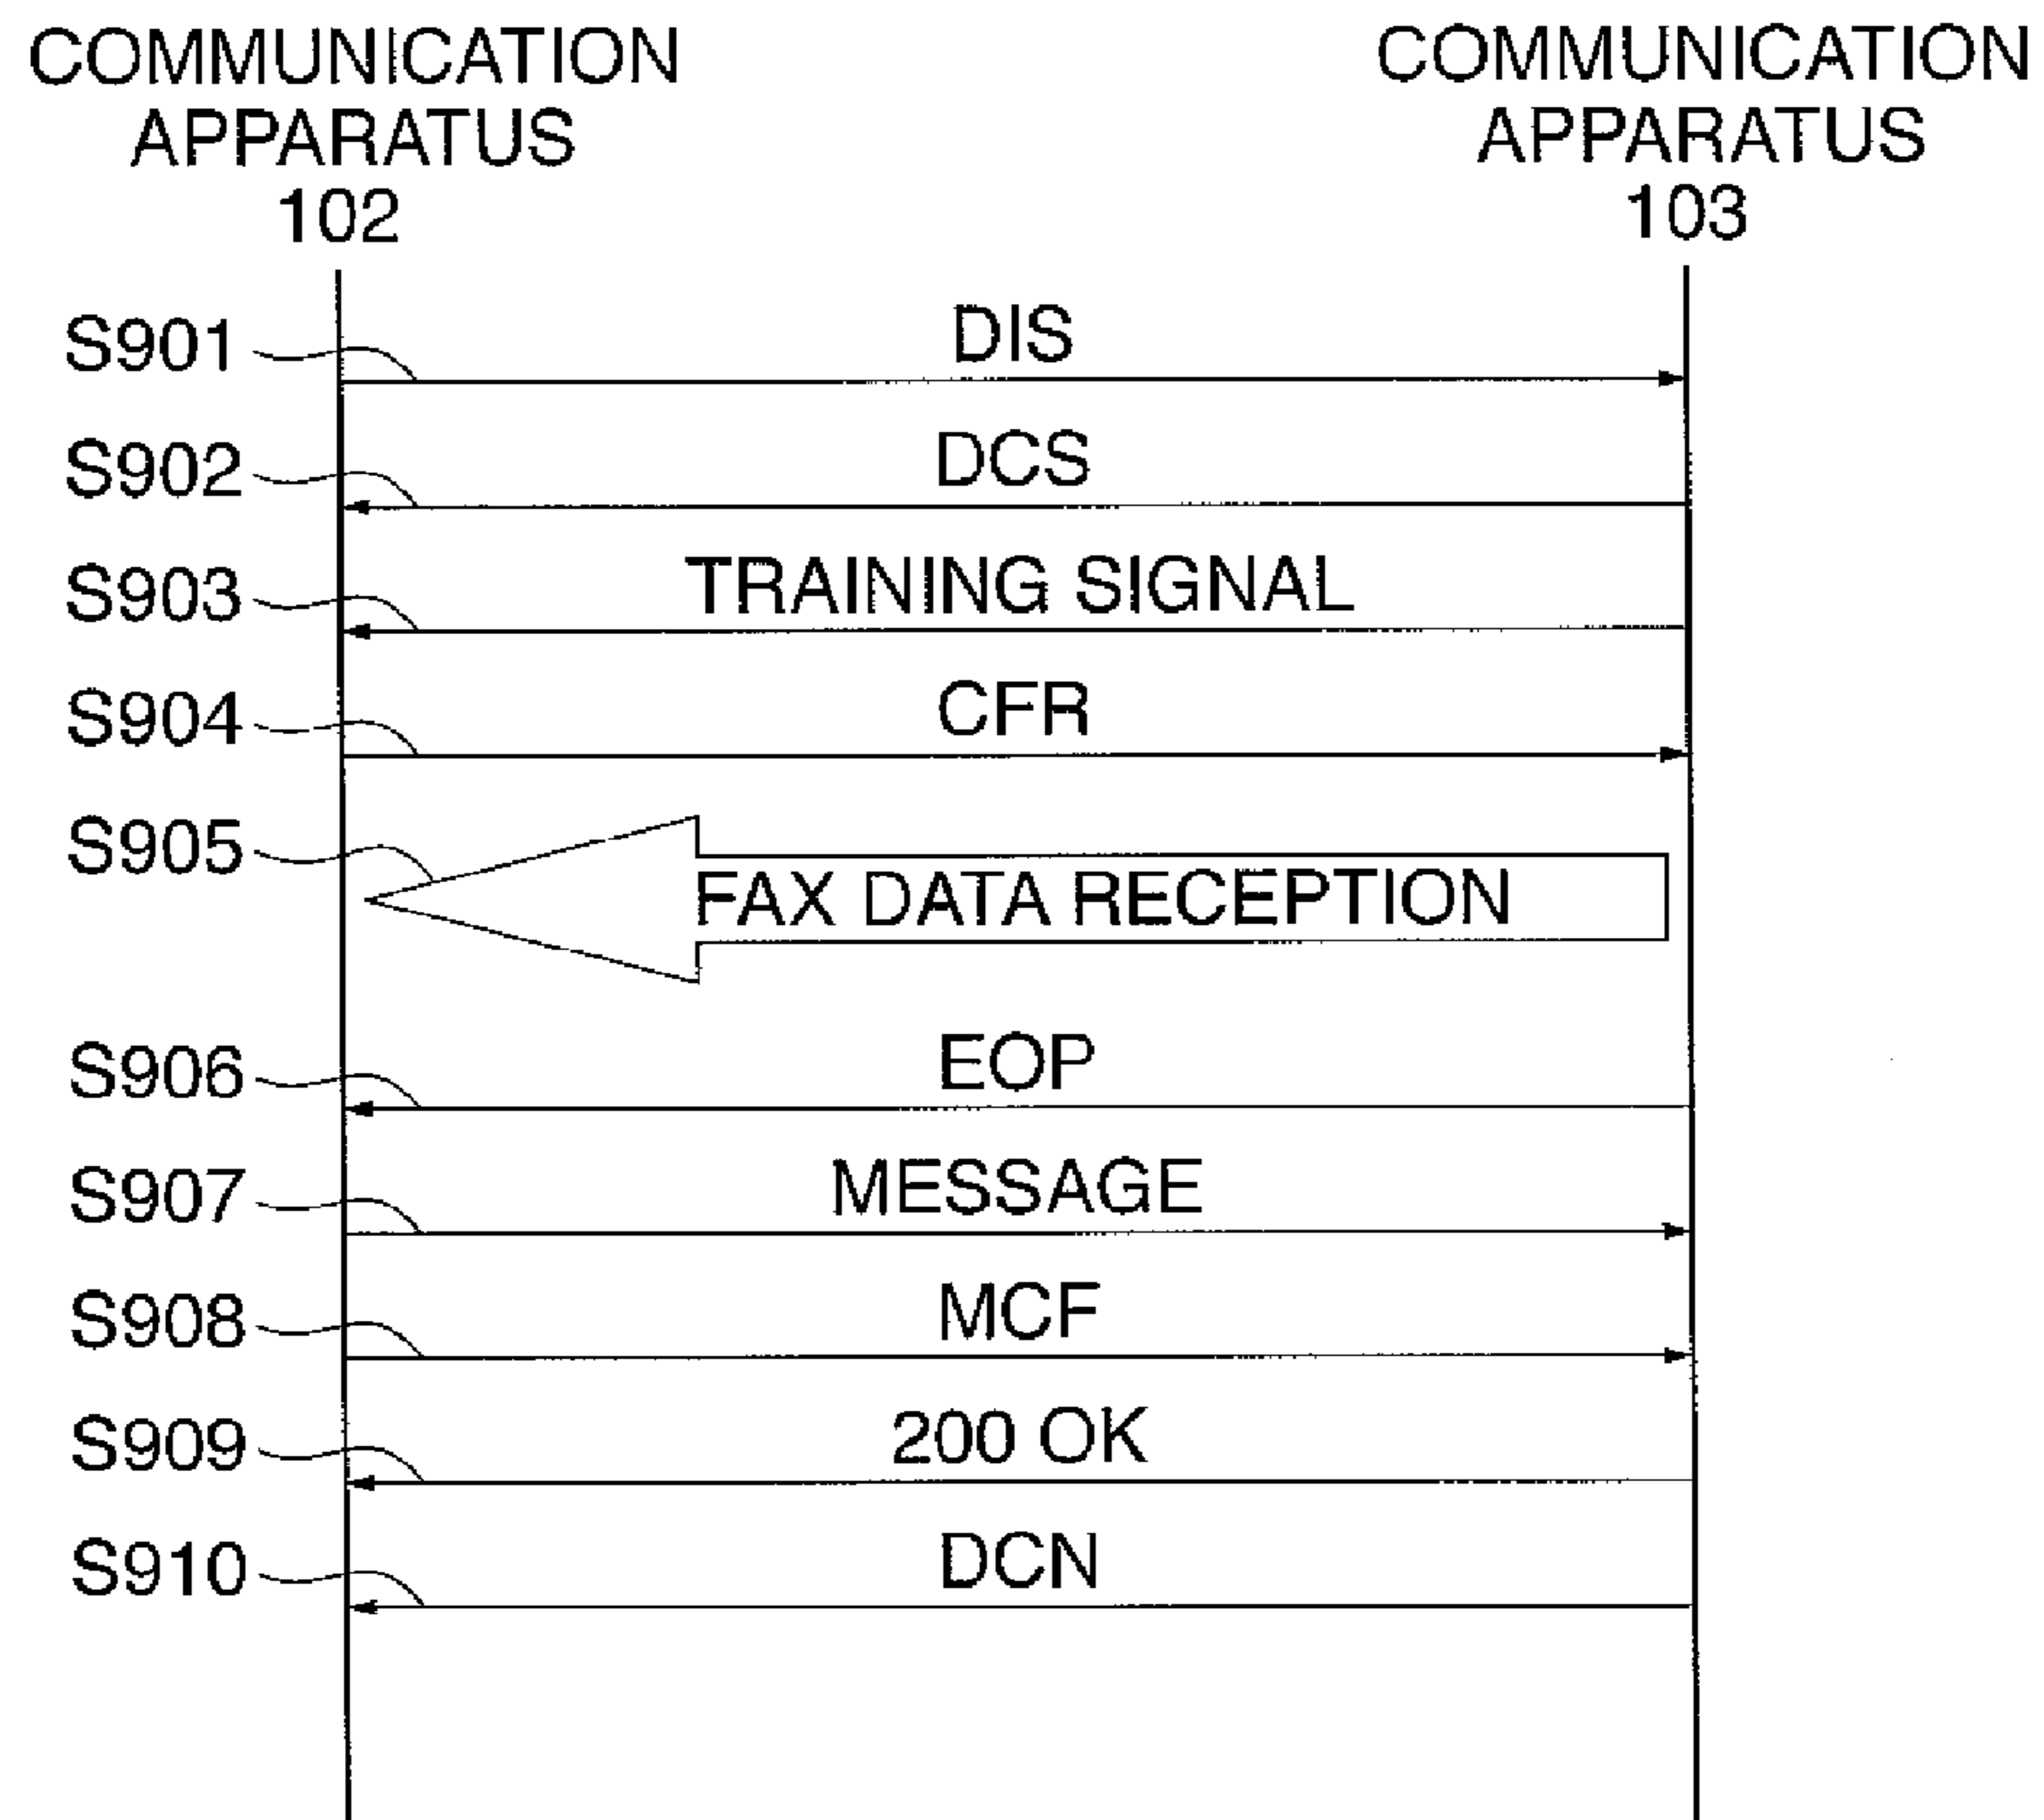 COMMUNICATION
APPARATUS
102
COMMUNICATION
APPARATUS
103
S901
DIS
S902
DCS
S903
TRAINING SIGNAL
S904
CFR
S905
FAX DATA RECEPTION
S906
EOP
S907
MESSAGE
S908
MCF
S909
200 OK
S910
DCN